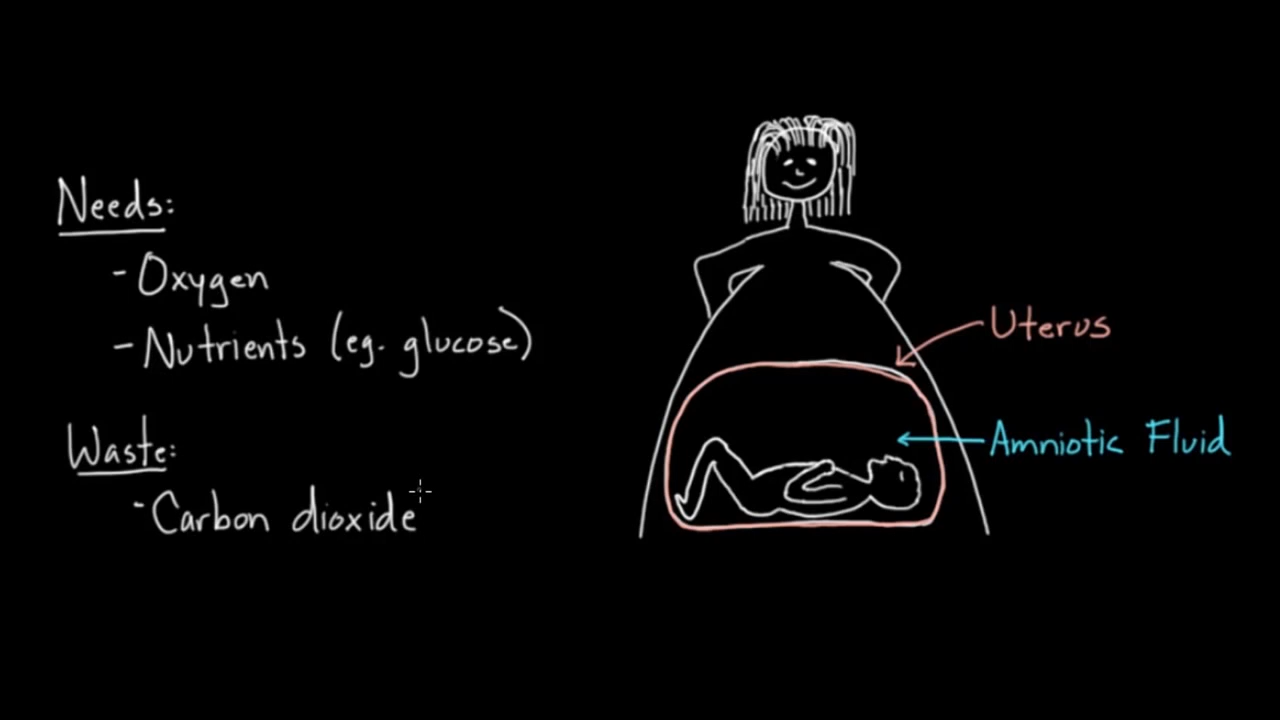 Needs:
- Oxygen
- Nutrients (eg. glucose)
Waste:
- Carbon dioxide
Uterus
Amniotic Fluid